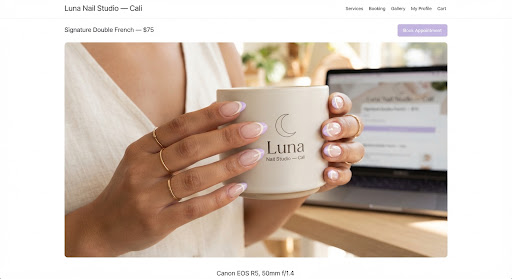 Luna Nail Studio — Cali
Services Booking Gallery My Profile Cart
Signature Double French — $75
Book Appointment
Luna
Nail Studio — Cali
Canon EOS R5, 50mm f/1.4